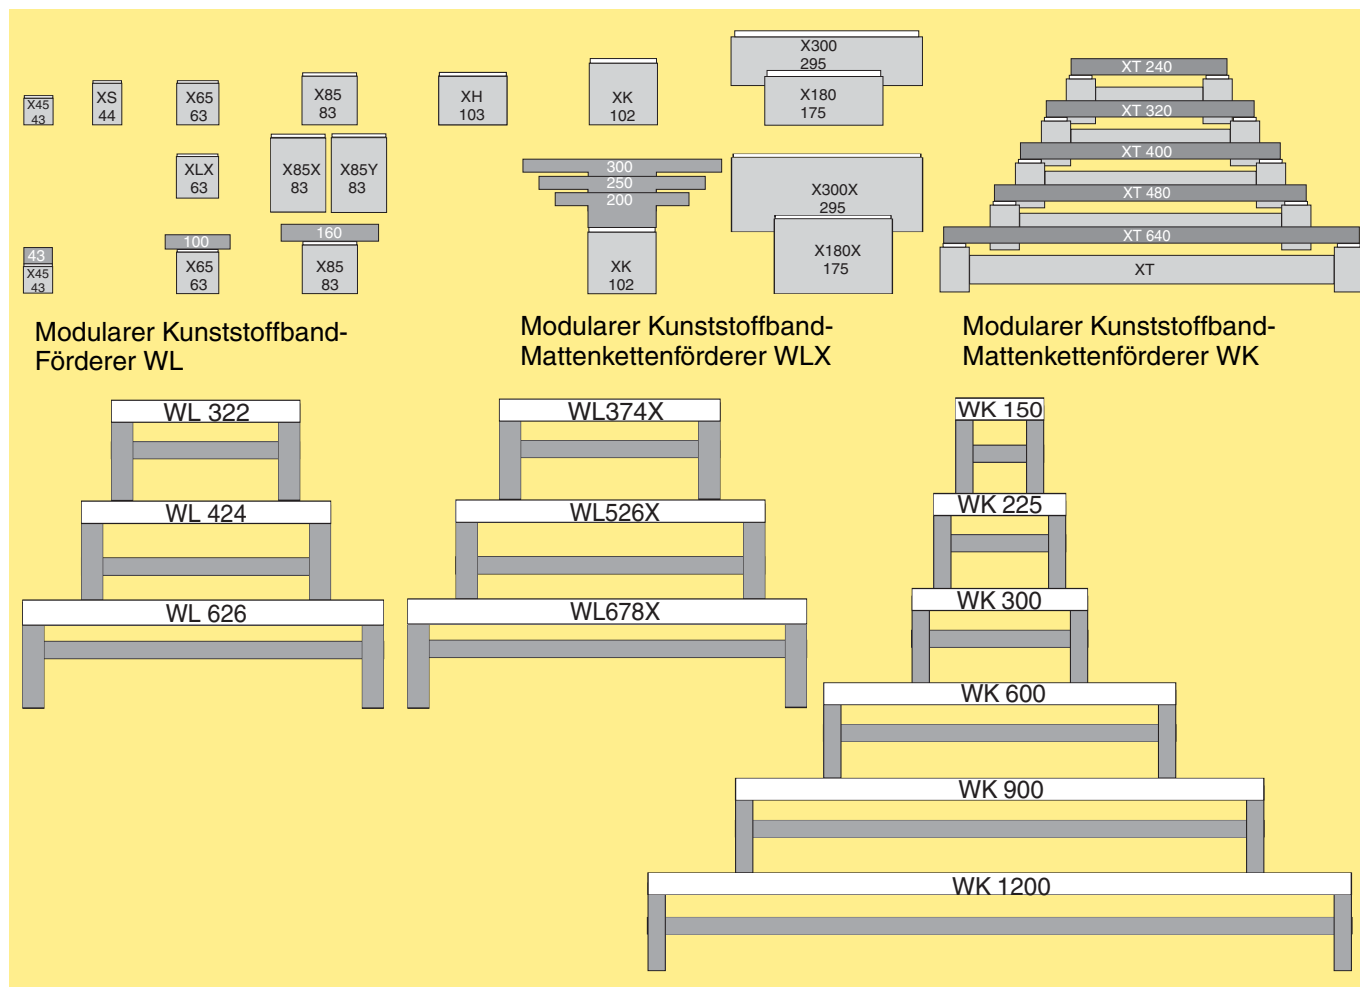 X45
43
XS
44
X65
63
X85
83
XH
103
XK
102
X300
295
X180
175
XT 240
XT 320
XT 400
XT 480
XT 640
XT
XLX
63
X85X
83
X85Y
83
300
250
200
XK
102
X300X
295
X180X
175
43
X45
43
100
X65
63
160
X85
83
Modularer Kunststoffband-
Förderer WL
Modularer Kunststoffband-
Mattenkettenförderer WLX
Modularer Kunststoffband-
Mattenkettenförderer WK
WL 322
WL 424
WL 626
WL374X
WL526X
WL678X
WK 150
WK 225
WK 300
WK 600
WK 900
WK 1200